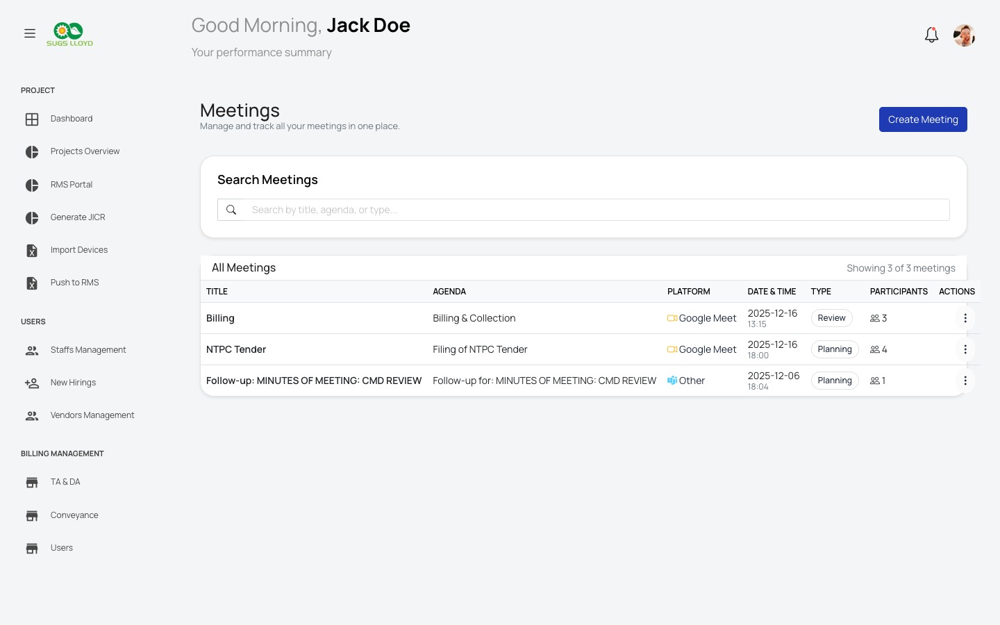 SUGS LLOYD
Good Morning, Jack Doe
Your performance summary
PROJECT
Dashboard
Projects Overview
RMS Portal
Generate JICR
Import Devices
Push to RMS
USERS
Staffs Management
New Hirings
Vendors Management
BILLING MANAGEMENT
TA & DA
Conveyance
Users
Meetings
Manage and track all your meetings in one place.
Create Meeting
Search Meetings
Search by title, agenda, or type...
All Meetings
Showing 3 of 3 meetings
TITLE AGENDA PLATFORM DATE & TIME TYPE PARTICIPANTS ACTIONS
Billing Billing & Collection Google Meet 2025-12-16 Review 3
13:15
NTPC Tender Filing of NTPC Tender Google Meet 2025-12-16 Planning 4
18:00
Follow-up: MINUTES OF MEETING: CMD REVIEW Follow-up for: MINUTES OF MEETING: CMD REVIEW Other 2025-12-06 Planning 1
18:04